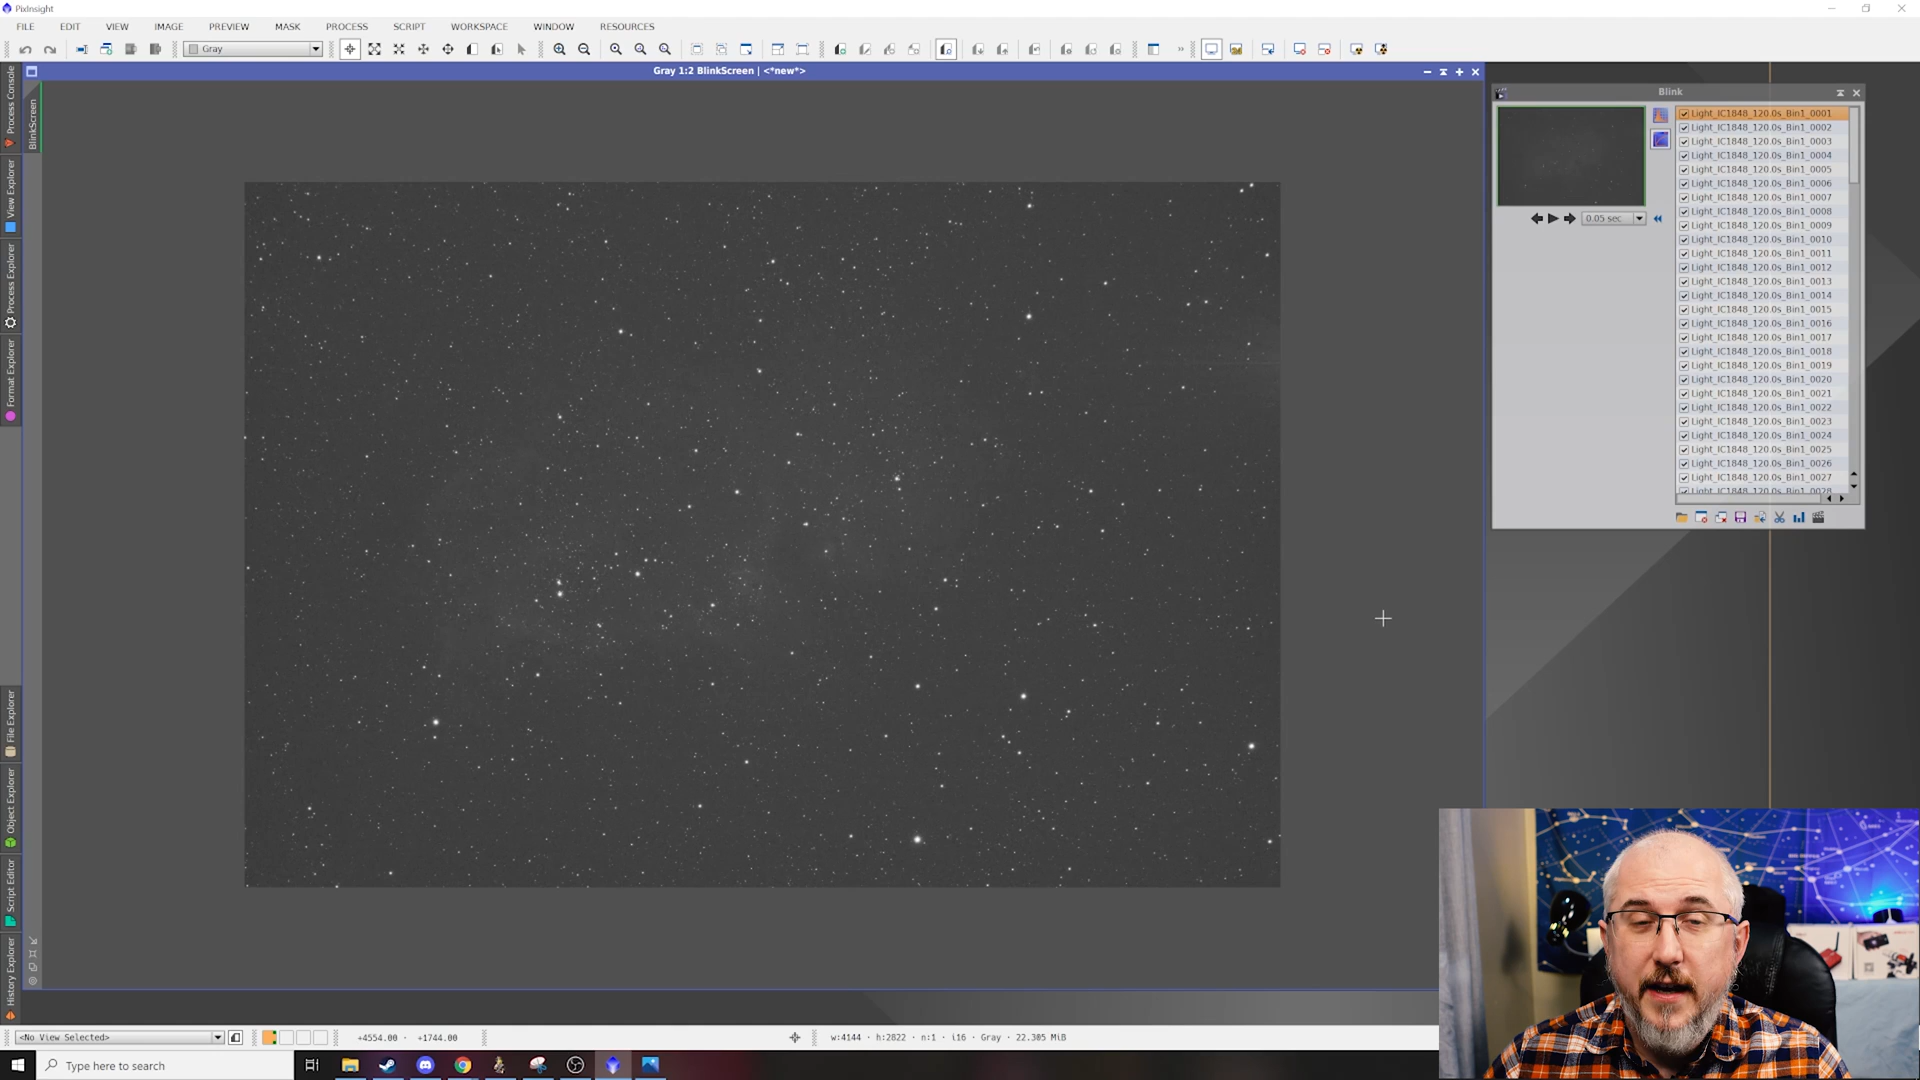 PixInsight
FILE EDIT VIEW IMAGE PREVIEW MASK PROCESS SCRIPT WORKSPACE WINDOW RESOURCES
Gray
Gray 1:2 BlinkScreen | <*new*>
Process Console
View Explorer
Process Explorer
Format Explorer
File Explorer
Object Explorer
Script Editor
History Explorer
BlinkScreen
Blink
0.05 sec
Light_IC1848_120.0s_Bin1_0001
Light_IC1848_120.0s_Bin1_0002
Light_IC1848_120.0s_Bin1_0003
Light_IC1848_120.0s_Bin1_0004
Light_IC1848_120.0s_Bin1_0005
Light_IC1848_120.0s_Bin1_0006
Light_IC1848_120.0s_Bin1_0007
Light_IC1848_120.0s_Bin1_0008
Light_IC1848_120.0s_Bin1_0009
Light_IC1848_120.0s_Bin1_0010
Light_IC1848_120.0s_Bin1_0011
Light_IC1848_120.0s_Bin1_0012
Light_IC1848_120.0s_Bin1_0013
Light_IC1848_120.0s_Bin1_0014
Light_IC1848_120.0s_Bin1_0015
Light_IC1848_120.0s_Bin1_0016
Light_IC1848_120.0s_Bin1_0017
Light_IC1848_120.0s_Bin1_0018
Light_IC1848_120.0s_Bin1_0019
Light_IC1848_120.0s_Bin1_0020
Light_IC1848_120.0s_Bin1_0021
Light_IC1848_120.0s_Bin1_0022
Light_IC1848_120.0s_Bin1_0023
Light_IC1848_120.0s_Bin1_0024
Light_IC1848_120.0s_Bin1_0025
Light_IC1848_120.0s_Bin1_0026
Light_IC1848_120.0s_Bin1_0027
Light_IC1848_120.0s_Bin1_0028
<No View Selected>
+4554.00 · +1744.00
w:4144 · h:2822 · n:1 · i16 · Gray · 22.305 MiB
Type here to search